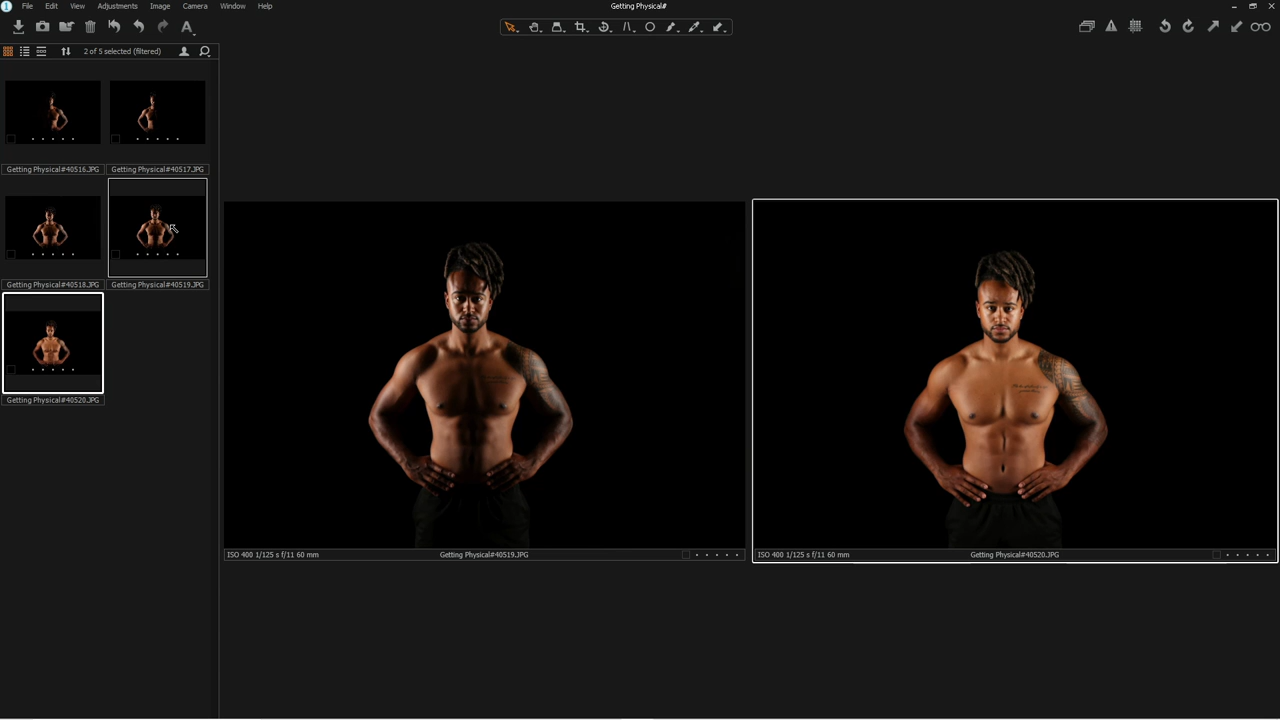 Getting Physical#
File Edit View Adjustments Image Camera Window Help
2 of 5 selected (filtered)
Getting Physical#40516.JPG Getting Physical#40517.JPG
Getting Physical#40518.JPG Getting Physical#40519.JPG
Getting Physical#40520.JPG
ISO 400 1/125 s f/11 60 mm Getting Physical#40519.JPG
ISO 400 1/125 s f/11 60 mm Getting Physical#40520.JPG